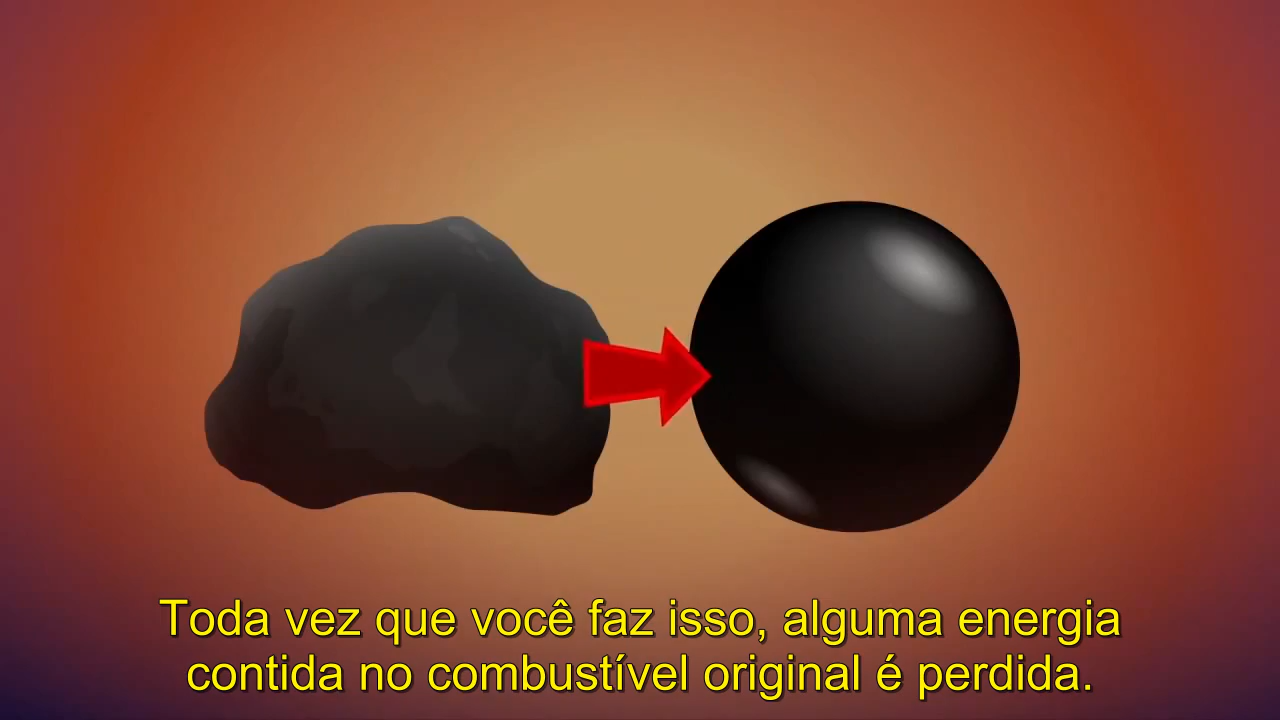 Toda vez que você faz isso, alguma energia
contida no combustível original é perdida.